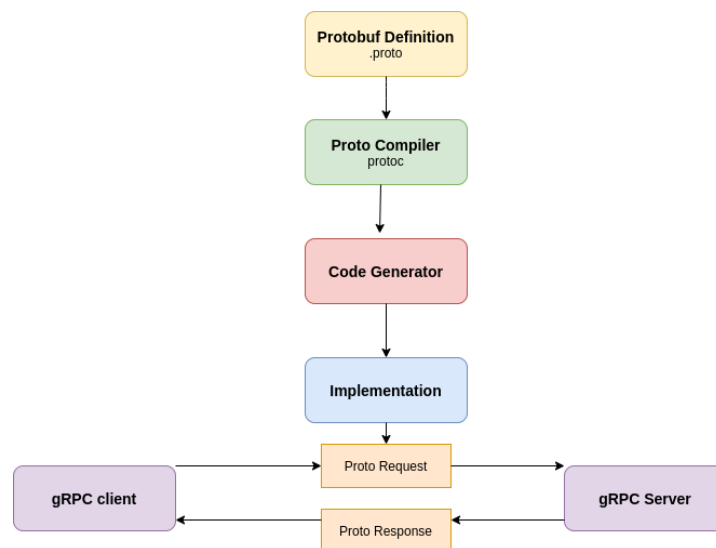 Protobuf Definition
.proto
Proto Compiler
protoc
Code Generator
Implementation
Proto Request
gRPC client
gRPC Server
Proto Response